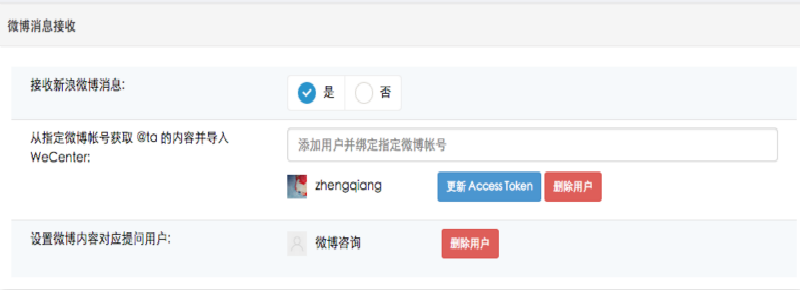 微博消息接收
接收新浪微博消息:
是
否
从指定微博帐号获取 @ta 的内容并导入
WeCenter:
添加用户并绑定指定微博帐号
zhengqiang
更新 Access Token
删除用户
设置微博内容对应提问用户:
微博咨询
删除用户